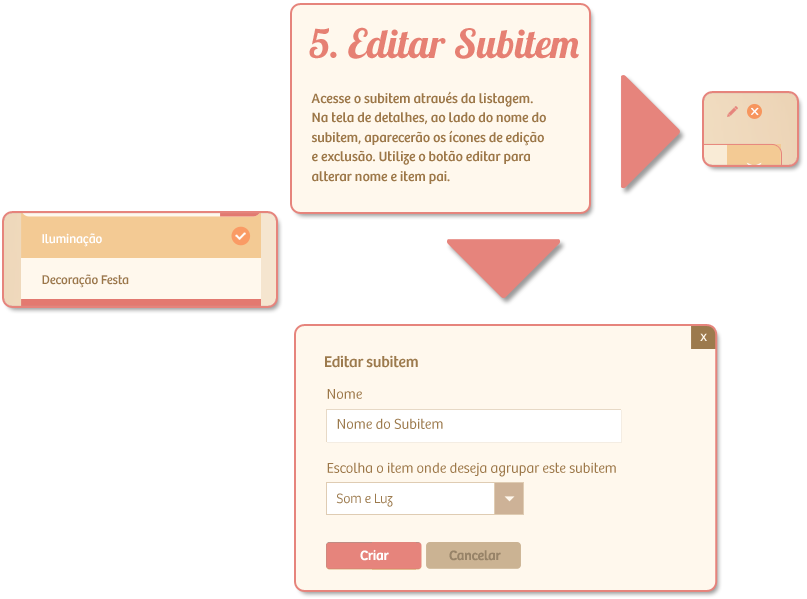 5. Editar Subitem
Acesse o subitem através da listagem.
Na tela de detalhes, ao lado do nome do
subitem, aparecerão os ícones de edição
e exclusão. Utilize o botão editar para
alterar nome e item pai.
Iluminação
Decoração Festa
X
Editar subitem
Nome
Nome do Subitem
Escolha o item onde deseja agrupar este subitem
Som e Luz
Criar
Cancelar